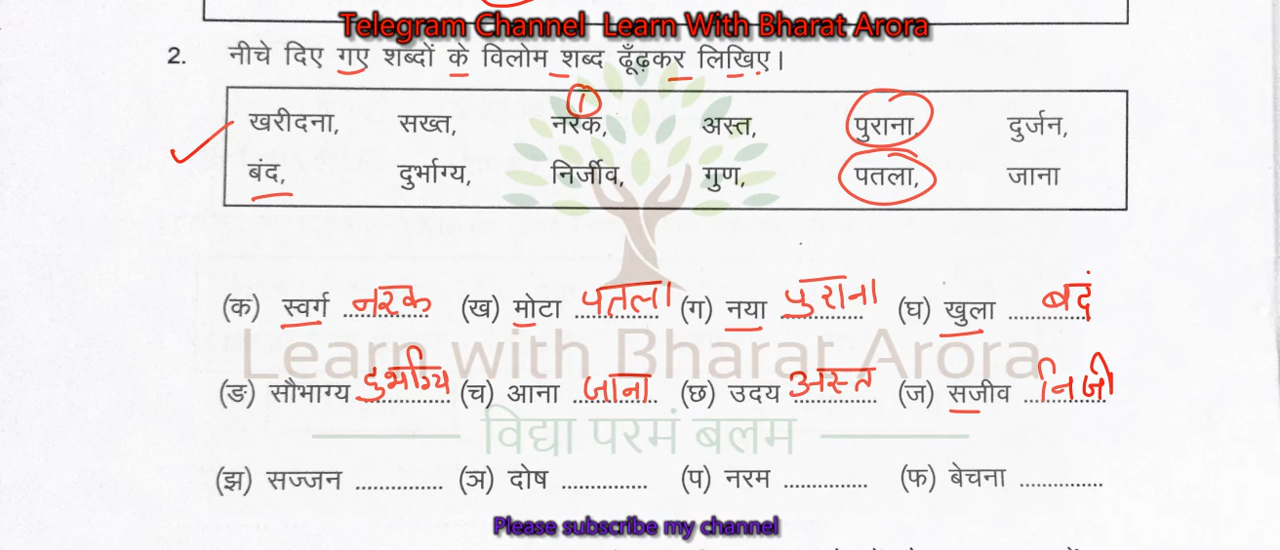 Telegram Channel Learn With Bharat Arora
2. नीचे दिए गए शब्दों के विलोम शब्द ढूँढ़कर लिखिए।
खरीदना, सख्त, नरक, अस्त, पुराना, दुर्जन,
बंद, दुर्भाग्य, निर्जीव, गुण, पतला, जाना
(क) स्वर्ग नरक (ख) मोटा पतला (ग) नया पुराना (घ) खुला बदं
Learn with Bharat Arora
(ङ) सौभाग्य दुर्भाग्य (च) आना जाना (छ) उदय अस्त (ज) सजीव निजी
विद्या परमं बलम
(झ) सज्जन .............. (ञ) दोष .............. (प) नरम .............. (फ) बेचना ..............
Please subscribe my channel